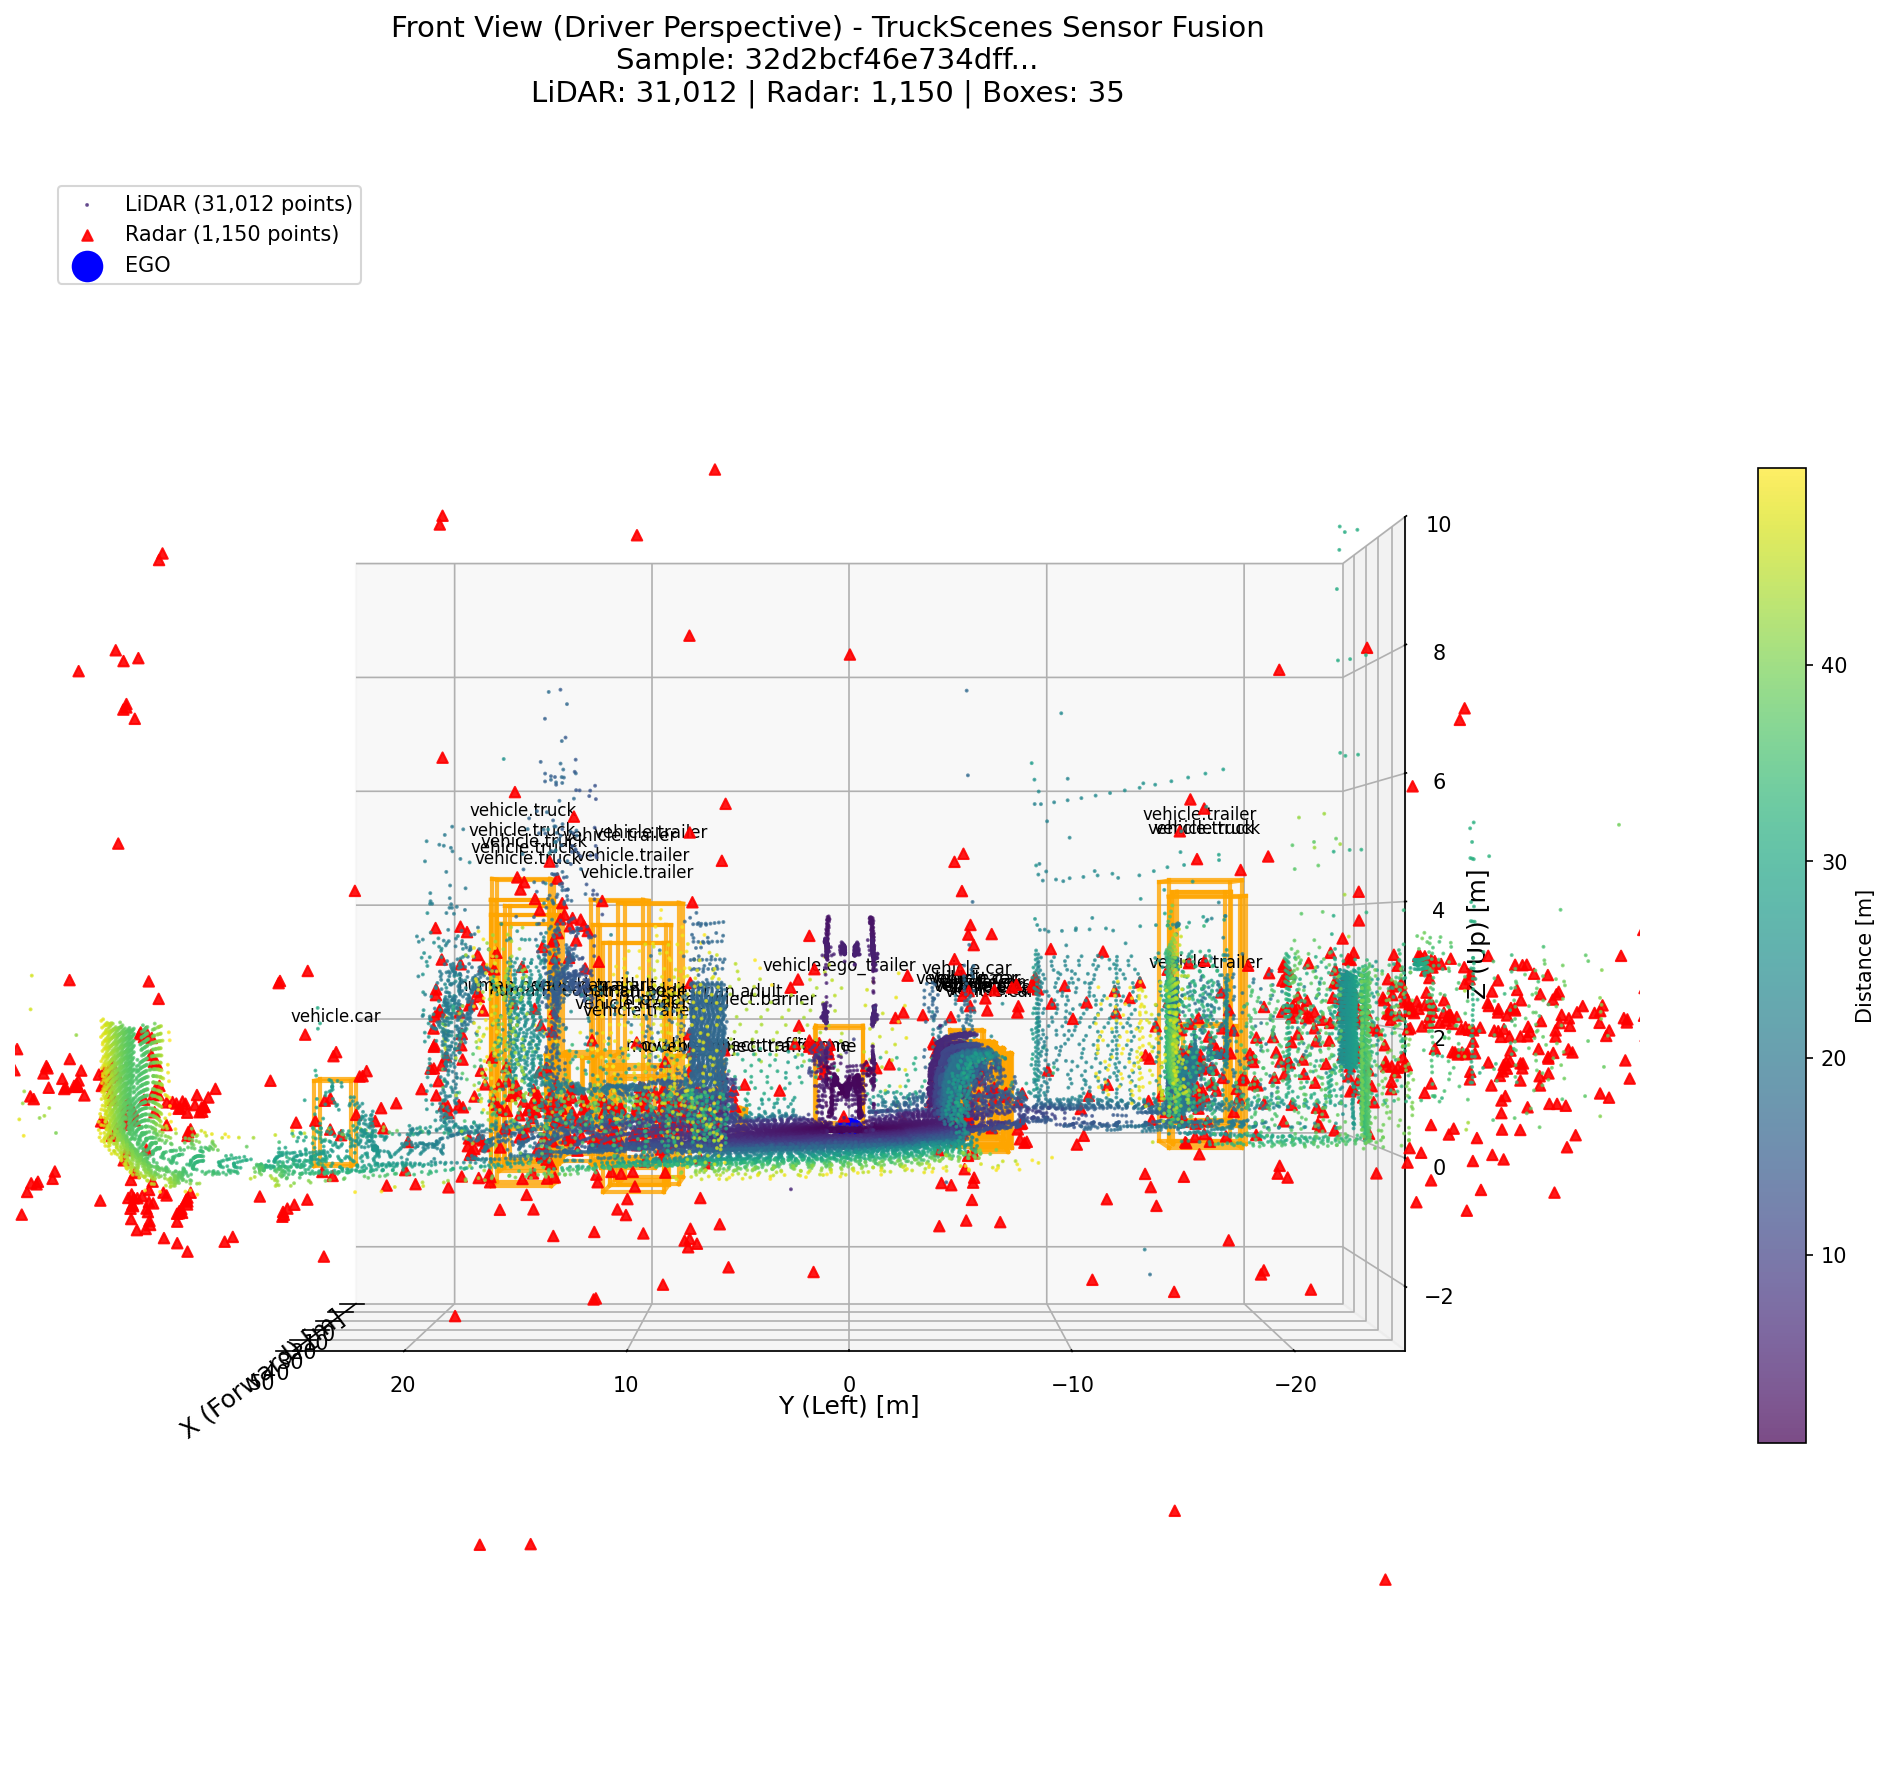 Front View (Driver Perspective) - TruckScenes Sensor Fusion
Sample: 32d2bcf46e734dff...
LiDAR: 31,012 | Radar: 1,150 | Boxes: 35
LiDAR (31,012 points)
Radar (1,150 points)
EGO
10
8
6
4
2
0
−2
Z (Up) [m]
40
30
20
10
Distance [m]
vehicle.truck
vehicle.truck
vehicle.truck
vehicle.truck
vehicle.truck
vehicle.trailer
vehicle.trailer
vehicle.trailer
vehicle.trailer
vehicle.trailer
vehicle.truck
vehicle.trailer
vehicle.ego_trailer
vehicle.car
vehicle.car
20
10
0
−10
−20
Y (Left) [m]
X (Forward) [m]